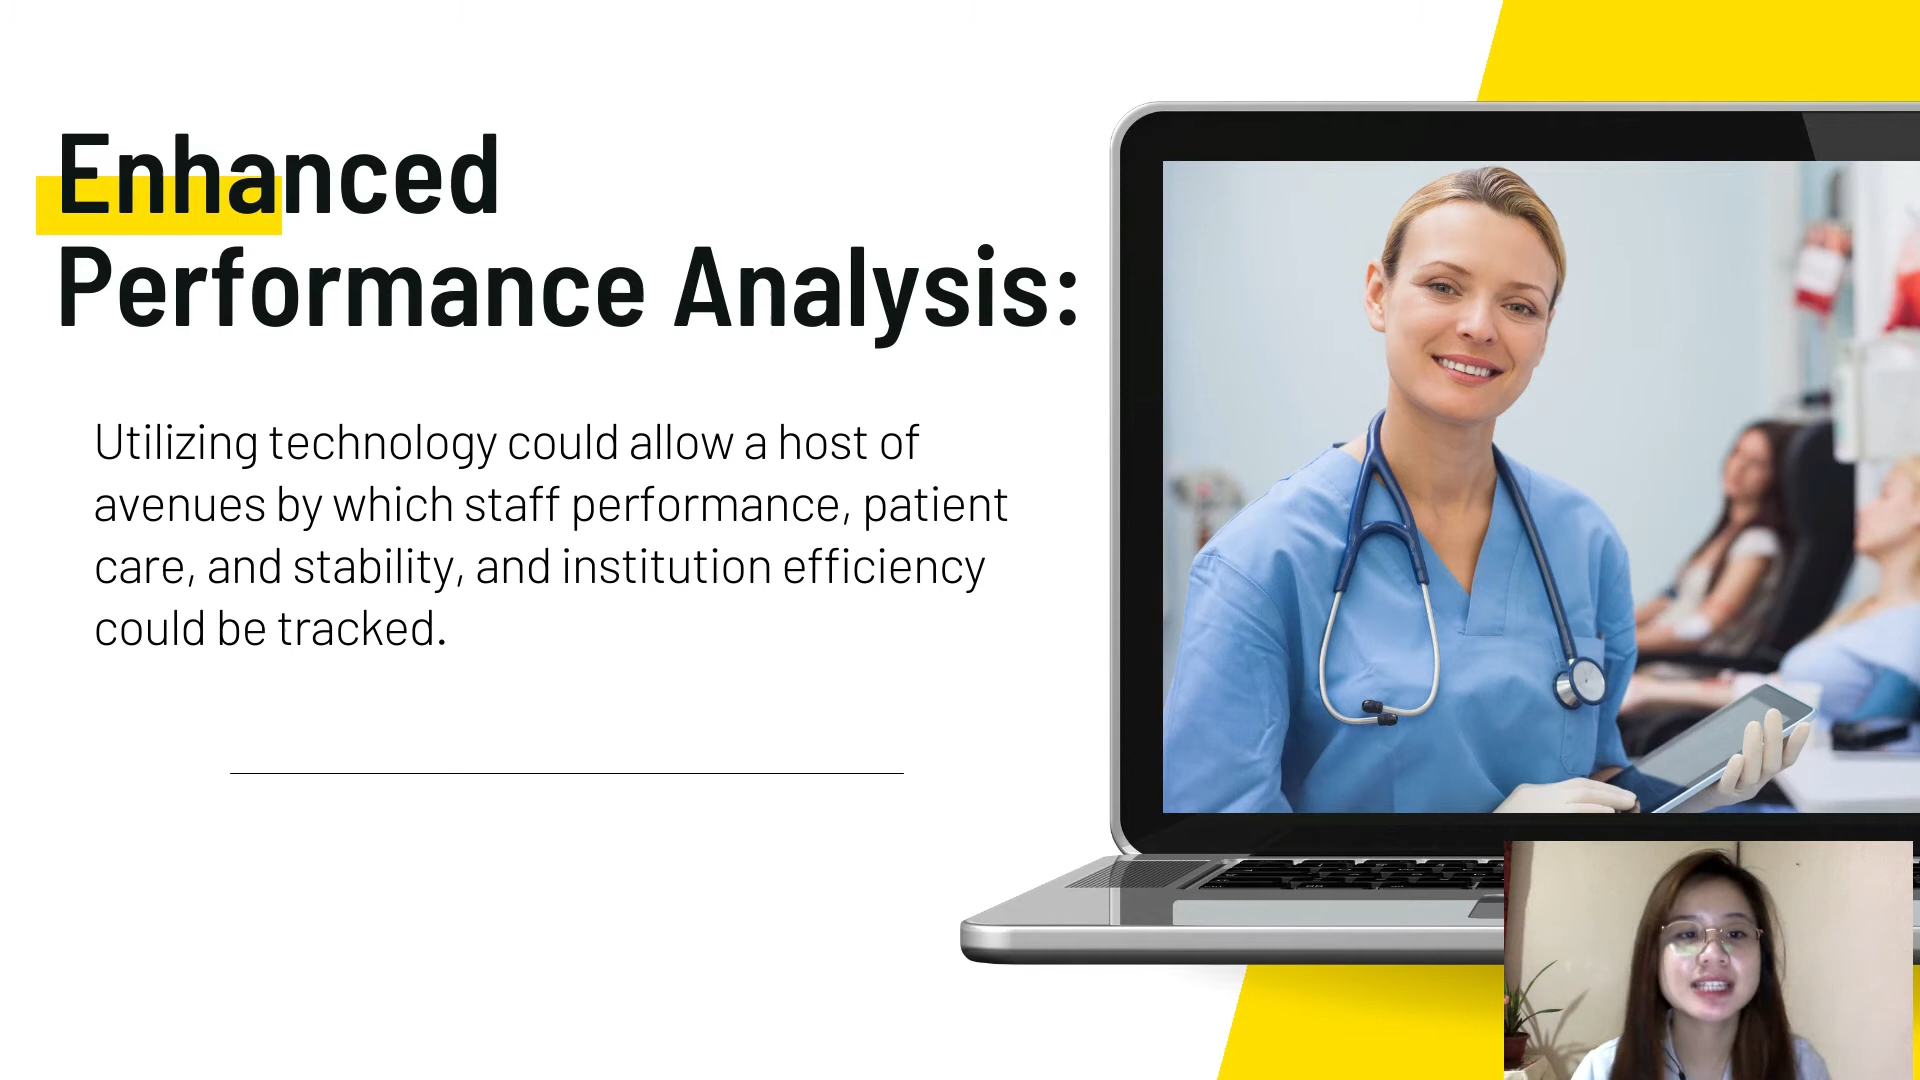 Enhanced
Performance Analysis:
Utilizing technology could allow a host of
avenues by which staff performance, patient
care, and stability, and institution efficiency
could be tracked.